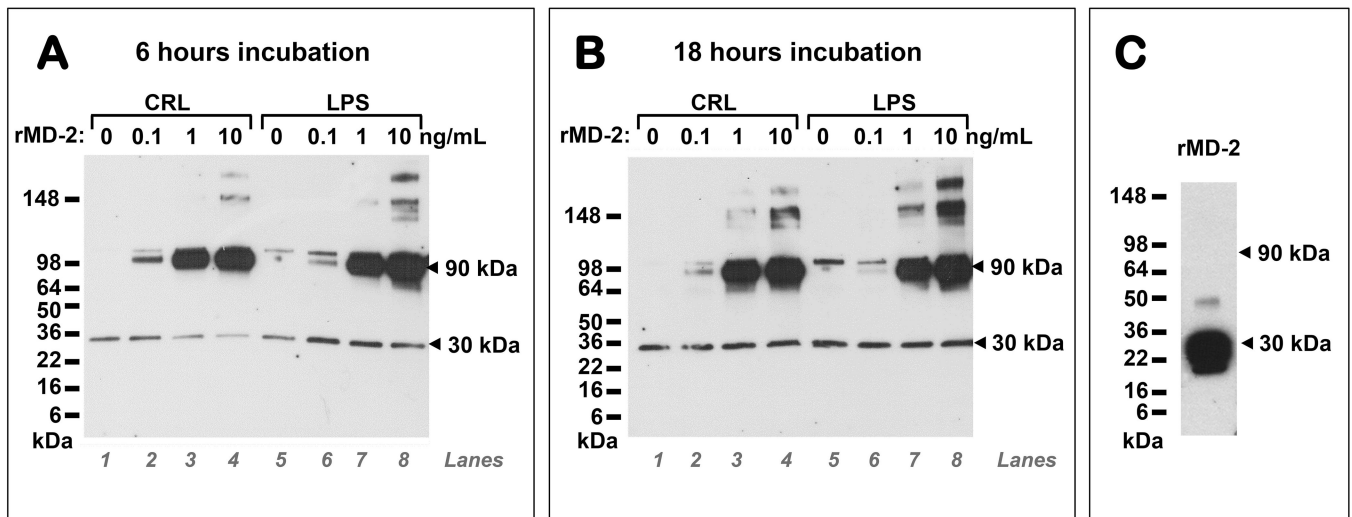 A
6 hours incubation
CRL LPS
rMD-2: 0 0.1 1 10 0 0.1 1 10 ng/mL
148
98
90 kDa
64
50
36
30 kDa
22
16
6
kDa
1 2 3 4 5 6 7 8 Lanes
B
18 hours incubation
CRL LPS
rMD-2: 0 0.1 1 10 0 0.1 1 10 ng/mL
148
98
90 kDa
64
50
36
30 kDa
22
16
6
kDa
1 2 3 4 5 6 7 8 Lanes
C
rMD-2
148
98
90 kDa
64
50
36
30 kDa
22
16
6
kDa